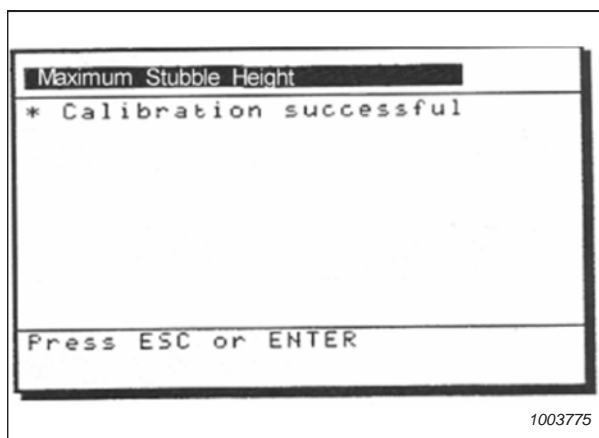 Maximum Stubble Height
* Calibration successful
Press ESC or ENTER
1003775